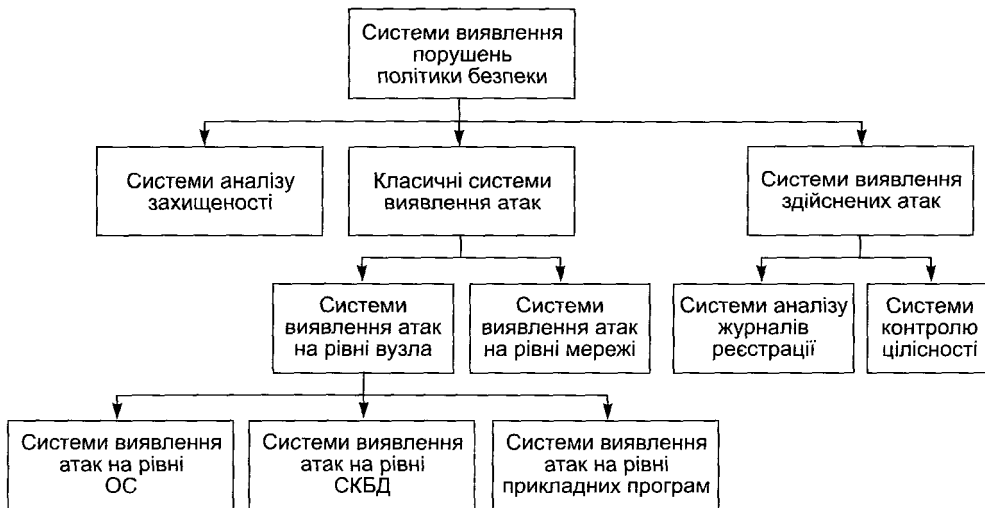 Системи виявлення
порушень
політики безпеки
Системи аналізу
захищеності
Класичні системи
виявлення атак
Системи виявлення
здійснених атак
Системи
виявлення атак
на рівні вузла
Системи
виявлення атак
на рівні мережі
Системи аналізу
журналів
реєстрації
Системи
контролю
цілісності
Системи виявлення
атак на рівні
ОС
Системи виявлення
атак на рівні
СКБД
Системи виявлення
атак на рівні
прикладних програм